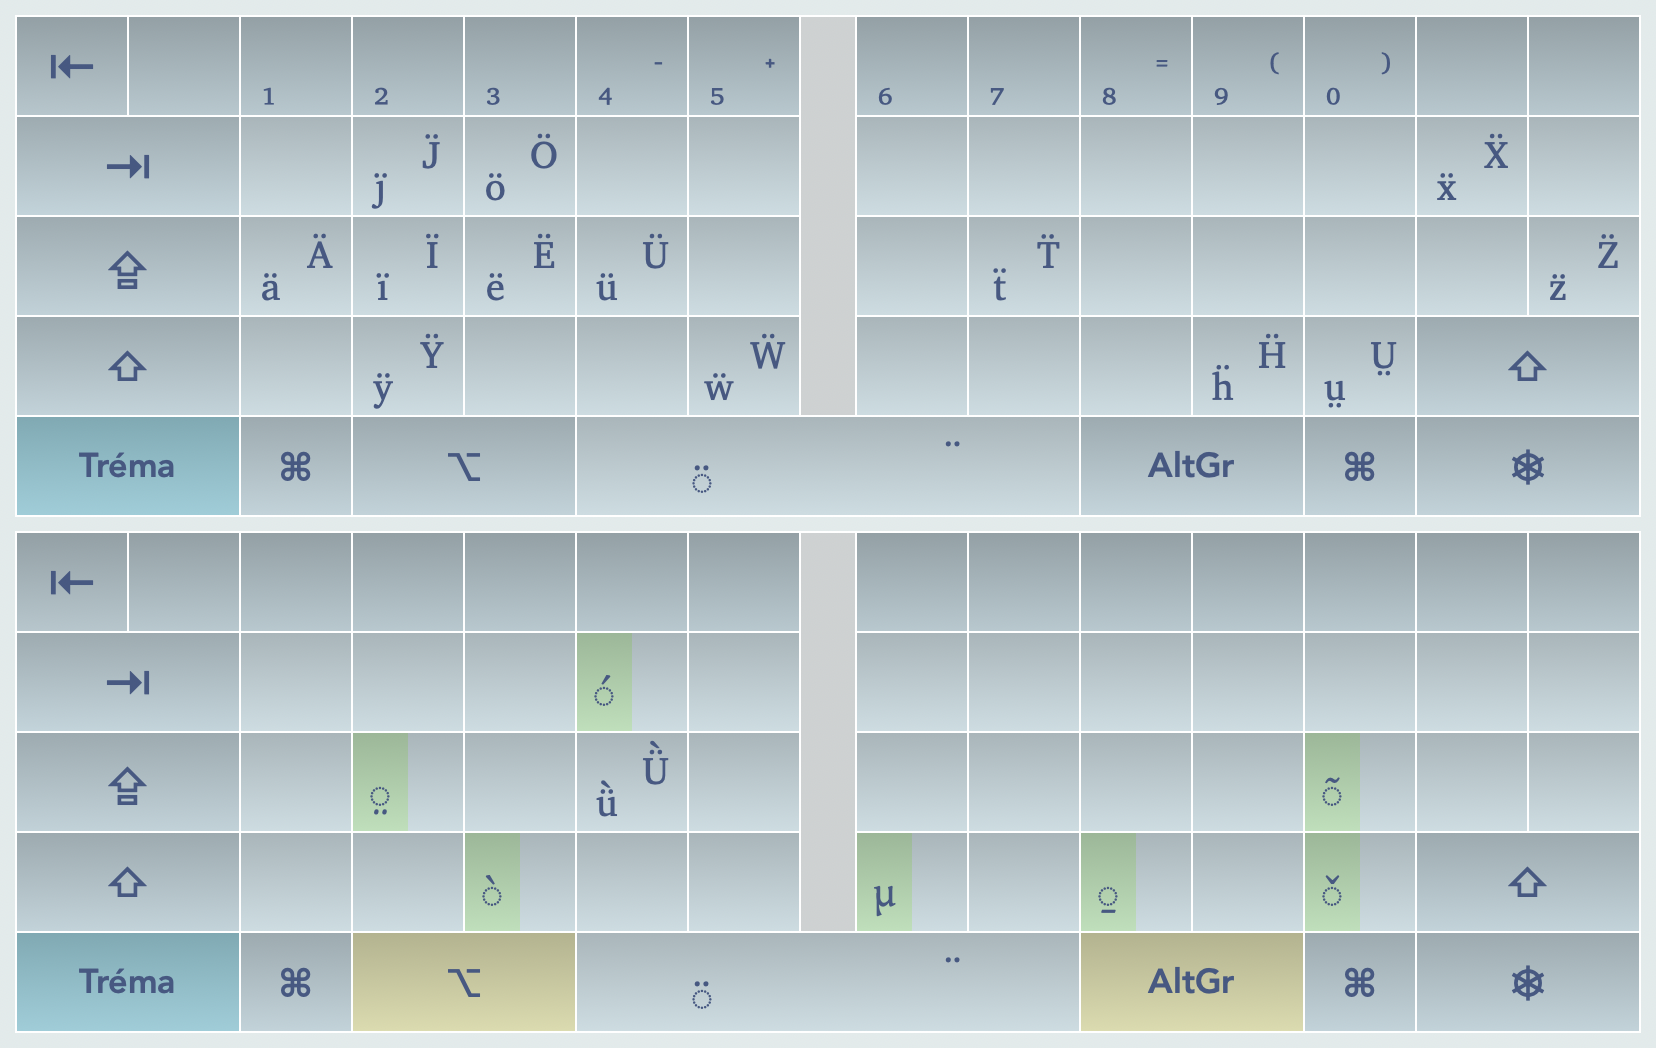 - + = ( )
1 2 3 4 5 6 7 8 9 0
J̈ Ö Ẍ
j̈ ö ẍ
Ä Ï Ë Ü T̈ Z̈
ä ï ë ü ẗ z̈
Ÿ Ẅ Ḧ Ṳ
ÿ ẅ ḧ ṳ
Tréma ⌘ ⌥ ◌̈ ¨ AltGr ⌘
◌́
Ǜ
◌̤ ǜ ◌̃
◌̀ µ ◌̱ ◌̌
Tréma ⌘ ⌥ ◌̈ ¨ AltGr ⌘